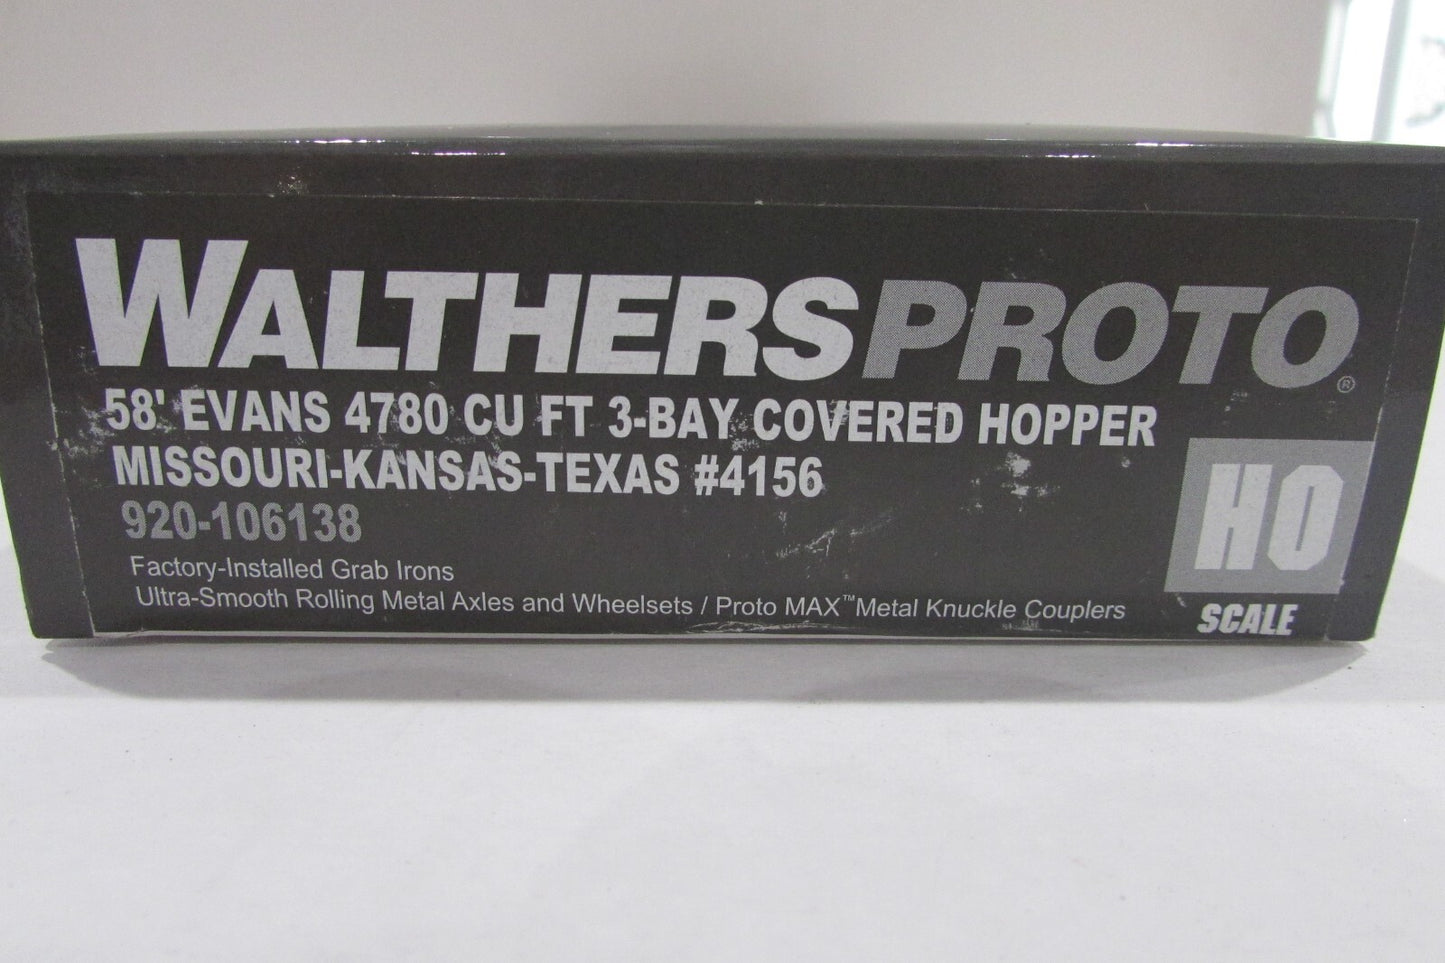 WALTHERSPROTO®
58' EVANS 4780 CU FT 3-BAY COVERED HOPPER
MISSOURI-KANSAS-TEXAS #4156
920-106138
Factory-Installed Grab Irons
Ultra-Smooth Rolling Metal Axles and Wheelsets / Proto MAX™ Metal Knuckle Couplers
HO
SCALE